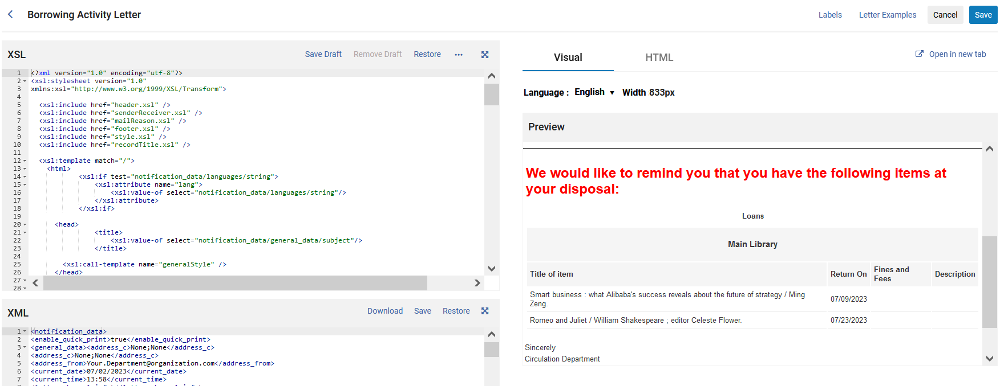 Borrowing Activity Letter
Labels
Letter Examples
Cancel
Save
XSL
Save Draft
Remove Draft
Restore
1 <?xml version="1.0" encoding="utf-8"?>
2 <xsl:stylesheet version="1.0"
3 xmlns:xsl="http://www.w3.org/1999/XSL/Transform">
4
5 <xsl:include href="header.xsl" />
6 <xsl:include href="senderReceiver.xsl" />
7 <xsl:include href="mailReason.xsl" />
8 <xsl:include href="footer.xsl" />
9 <xsl:include href="style.xsl" />
10 <xsl:include href="recordTitle.xsl" />
11
12 <xsl:template match="/">
13 <html>
14 <xsl:if test="notification_data/languages/string">
15 <xsl:attribute name="lang">
16 <xsl:value-of select="notification_data/languages/string"/>
17 </xsl:attribute>
18 </xsl:if>
19
20 <head>
21 <title>
22 <xsl:value-of select="notification_data/general_data/subject"/>
23 </title>
24
25 <xsl:call-template name="generalStyle" />
26 </head>
27
28
XML
Download
Save
Restore
1 <notification_data>
2 <enable_quick_print>true</enable_quick_print>
3 <general_data><address_c>None;None</address_c>
4 <address_c>None;None</address_c>
5 <address_from>Your.Department@organization.com</address_from>
6 <current_date>07/02/2023</current_date>
7 <current_time>13:58</current_time>
Visual
HTML
Open in new tab
Language : English Width 833px
Preview
We would like to remind you that you have the following items at
your disposal:
Loans
Main Library
Title of item Return On Fines and
Fees Description
Smart business : what Alibaba's success reveals about the future of strategy / Ming
Zeng. 07/09/2023
Romeo and Juliet / William Shakespeare ; editor Celeste Flower. 07/23/2023
Sincerely
Circulation Department